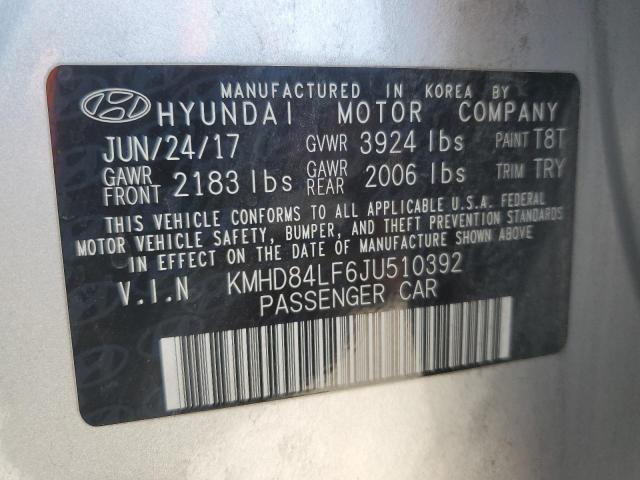 MANUFACTURED IN KOREA BY
HYUNDAI MOTOR COMPANY
JUN/24/17 GVWR 3924 lbs PAINT T8T
GAWR FRONT 2183 lbs GAWR REAR 2006 lbs TRIM TRY
THIS VEHICLE CONFORMS TO ALL APPLICABLE U.S.A. FEDERAL
MOTOR VEHICLE SAFETY, BUMPER, AND THEFT PREVENTION STANDARDS
IN EFFECT ON THE DATE OF MANUFACTURE SHOWN ABOVE.
V.I.N KMHD84LF6JU510392
PASSENGER CAR